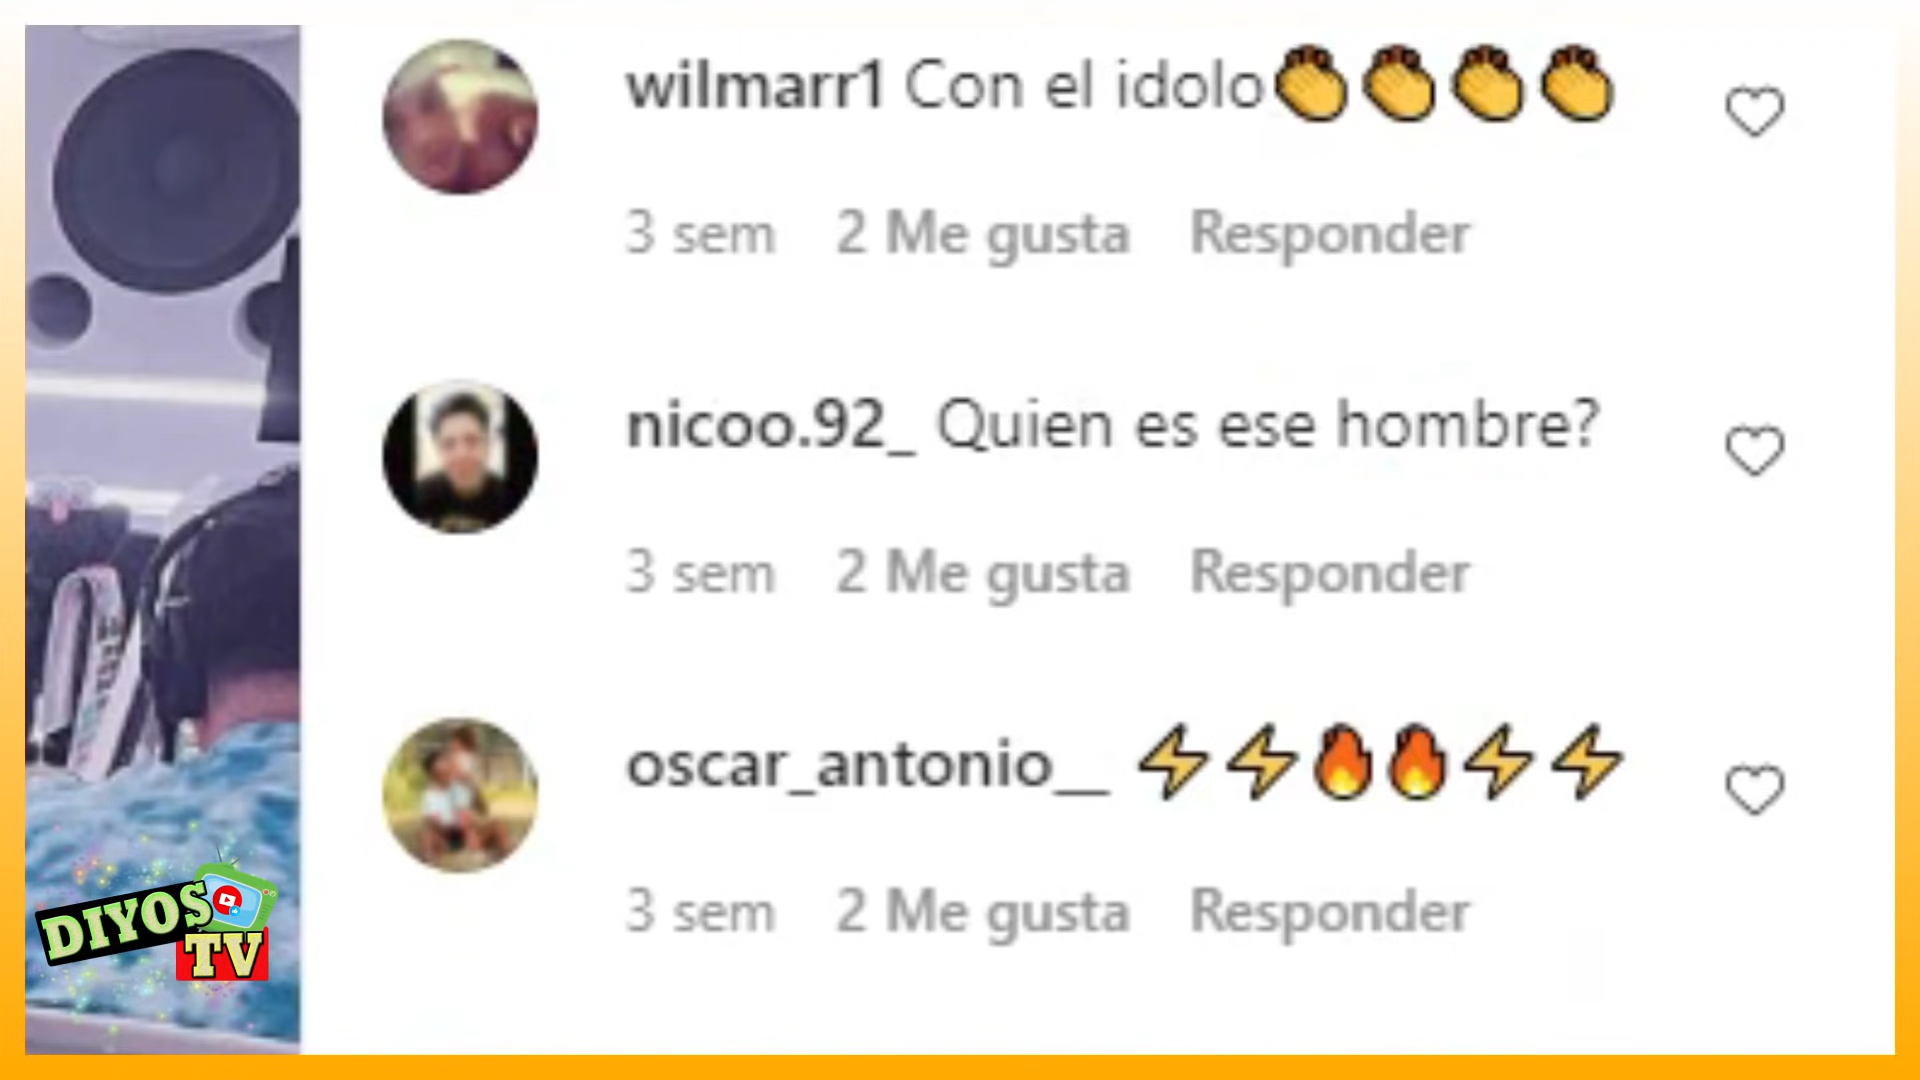 wilmarr1 Con el idolo👏👏👏👏
3 sem 2 Me gusta Responder
nicoo.92_ Quien es ese hombre?
3 sem 2 Me gusta Responder
oscar_antonio__ ⚡⚡🔥🔥⚡⚡
3 sem 2 Me gusta Responder
DIYOS
TV